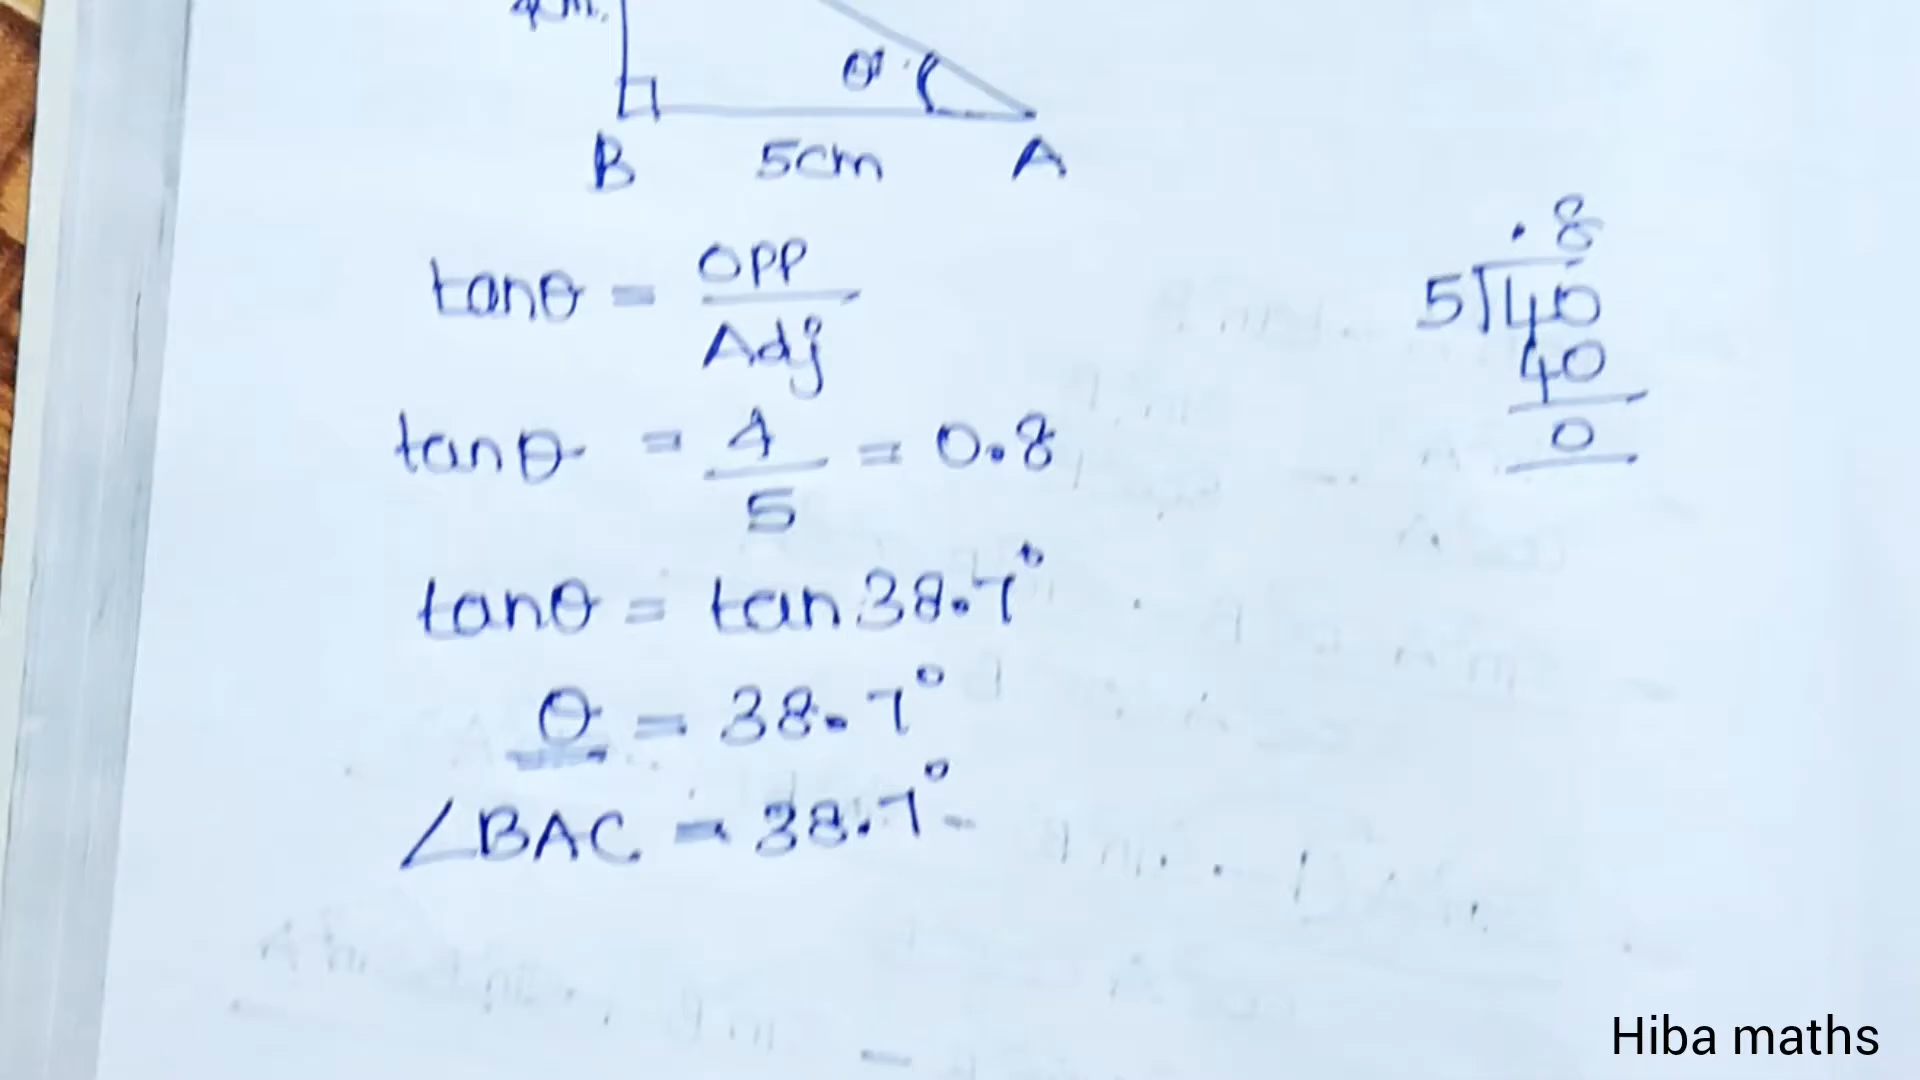 4cm.
θ
B 5cm A
tanθ = opp / Adj
tanθ = 4 / 5 = 0.8
.8
5)40
40
0
tanθ = tan 38.7°
θ = 38.7°
∠BAC = 38.7°
Hiba maths